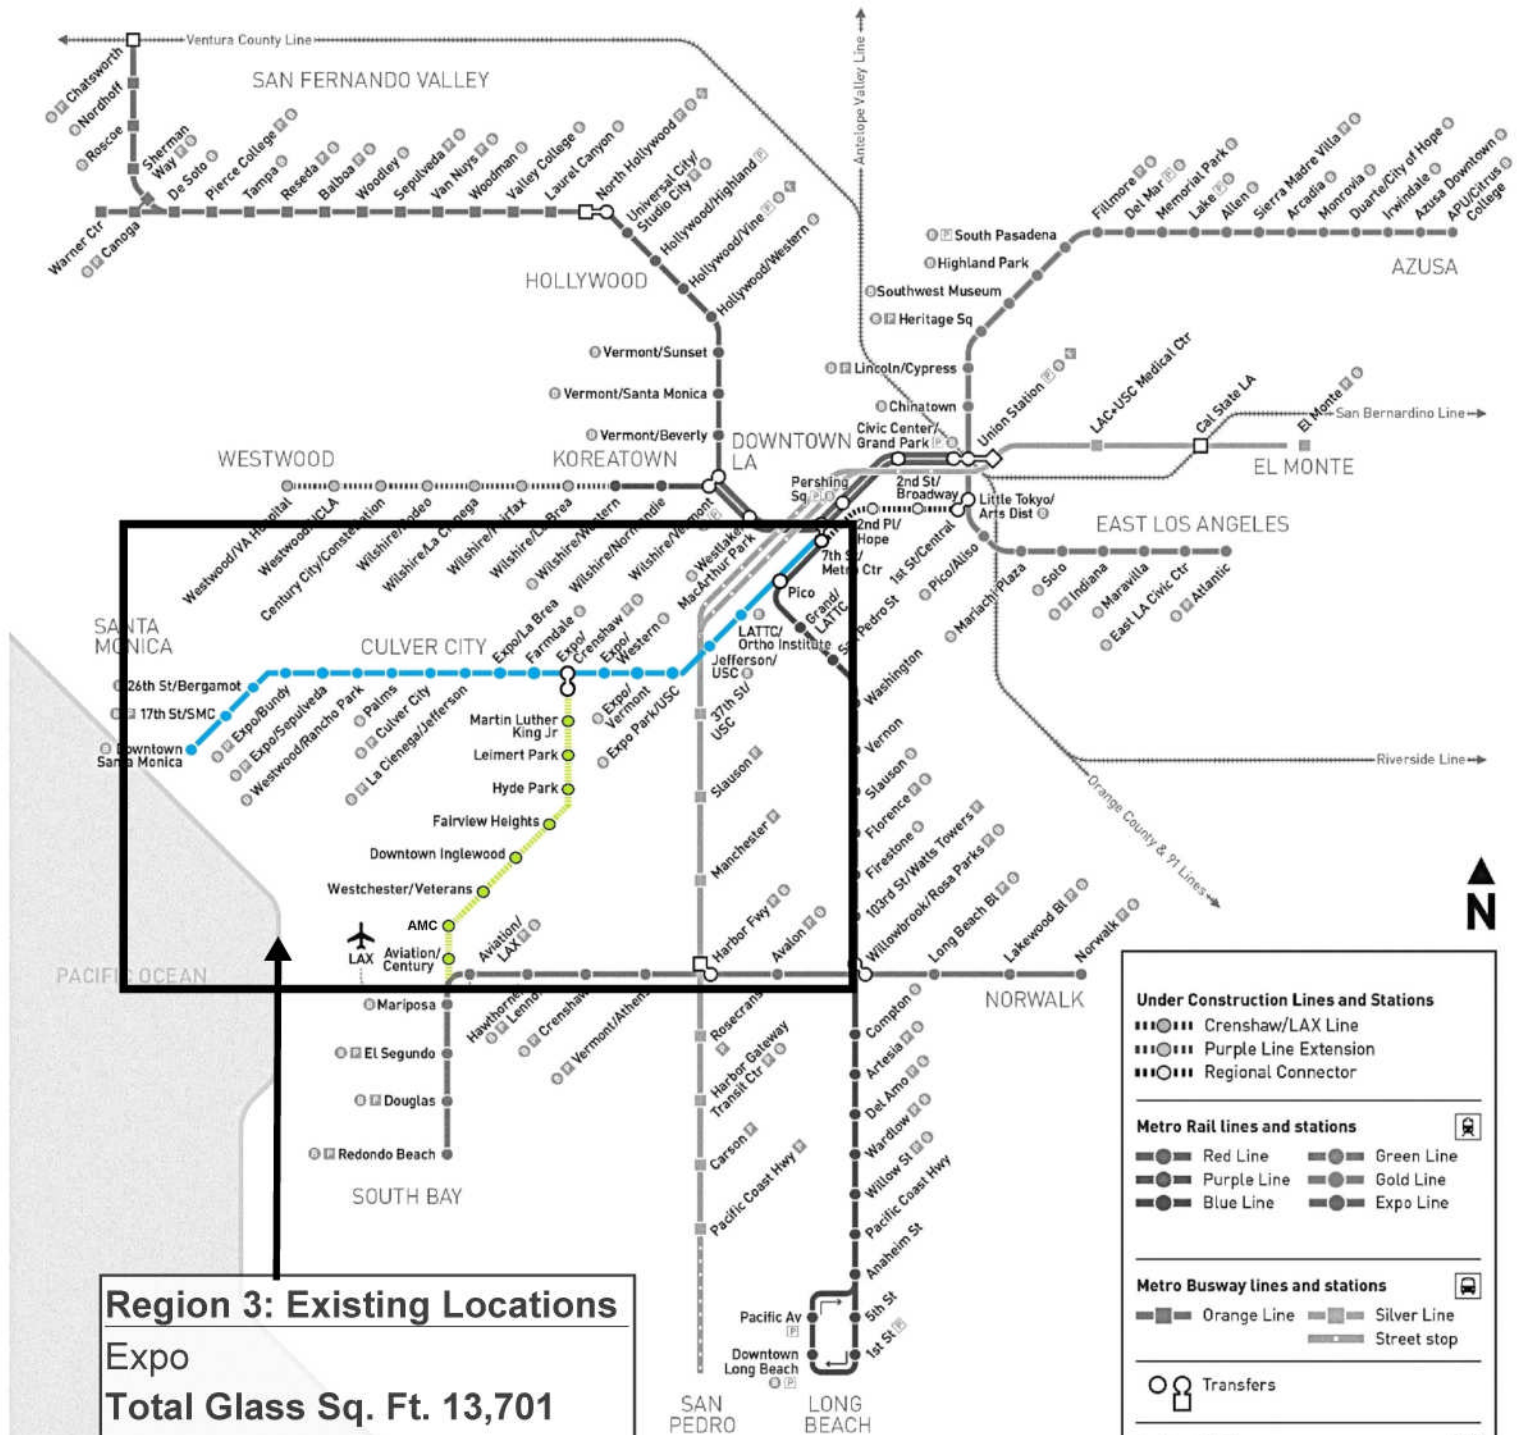 Ventura County Line
Antelope Valley Line
SAN FERNANDO VALLEY
Chatsworth
Nordhoff
Roscoe
Sherman
Way
De Soto
Pierce College
Tampa
Reseda
Balboa
Woodley
Sepulveda
Van Nuys
Woodman
Valley College
Laurel Canyon
North Hollywood
Warner Ctr
Canoga
Universal City/
Studio City
Hollywood/Highland
Hollywood/Vine
Hollywood/Western
HOLLYWOOD
Vermont/Sunset
Vermont/Santa Monica
Vermont/Beverly
Fillmore
Del Mar
Memorial Park
Lake
Allen
Sierra Madre Villa
Arcadia
Monrovia
Duarte/City of Hope
Irwindale
Azusa Downtown
APU/Citrus
College
AZUSA
South Pasadena
Highland Park
Southwest Museum
Heritage Sq
Lincoln/Cypress
Chinatown
Union Station
LAC+USC Medical Ctr
Cal State LA
El Monte
San Bernardino Line
EL MONTE
Civic Center/
Grand Park
DOWNTOWN
LA
WESTWOOD
KOREATOWN
Westwood/VA Hospital
Westwood/UCLA
Century City/Constellation
Wilshire/Rodeo
Wilshire/La Cienega
Wilshire/Fairfax
Wilshire/La Brea
Wilshire/Western
Wilshire/Normandie
Wilshire/Vermont
Westlake/
MacArthur Park
Pershing
Sq
2nd St/
Broadway
2nd Pl/
Hope
7th St/
Metro Ctr
1st St/Central
Little Tokyo/
Arts Dist
EAST LOS ANGELES
Pico/Aliso
Mariachi Plaza
Soto
Indiana
Maravilla
East LA Civic Ctr
Atlantic
Pico
Grand/
LATTC
San Pedro St
LATTC/
Ortho Institute
Jefferson/
USC
SANTA
MONICA
CULVER CITY
26th St/Bergamot
17th St/SMC
Downtown
Santa Monica
Expo/Bundy
Expo/Sepulveda
Westwood/Rancho Park
Palms
Culver City
La Cienega/Jefferson
Expo/La Brea
Farmdale
Expo/
Crenshaw
Expo/
Western
Expo/
Vermont
Expo Park/USC
37th St/
USC
Martin Luther
King Jr
Leimert Park
Hyde Park
Fairview Heights
Downtown Inglewood
Westchester/Veterans
AMC
Aviation/
Century
LAX
Aviation/
LAX
Slauson
Manchester
Harbor Fwy
Avalon
Washington
Vernon
Slauson
Florence
Firestone
103rd St/Watts Towers
Willowbrook/Rosa Parks
Long Beach Bl
Lakewood Bl
Norwalk
NORWALK
Riverside Line
Orange County & 91 Lines
N
PACIFIC OCEAN
Mariposa
El Segundo
Douglas
Redondo Beach
SOUTH BAY
Hawthorne/
Lennox
Crenshaw
Vermont/Athens
Rosecrans
Harbor Gateway
Transit Ctr
Carson
Pacific Coast Hwy
Compton
Artesia
Del Amo
Wardlow
Willow St
Pacific Coast Hwy
Anaheim St
5th St
1st St
Pacific Av
Downtown
Long Beach
SAN
PEDRO
LONG
BEACH
Region 3: Existing Locations
Expo
Total Glass Sq. Ft. 13,701
Under Construction Lines and Stations
Crenshaw/LAX Line
Purple Line Extension
Regional Connector
Metro Rail lines and stations
Red Line
Green Line
Purple Line
Gold Line
Blue Line
Expo Line
Metro Busway lines and stations
Orange Line
Silver Line
Street stop
Transfers